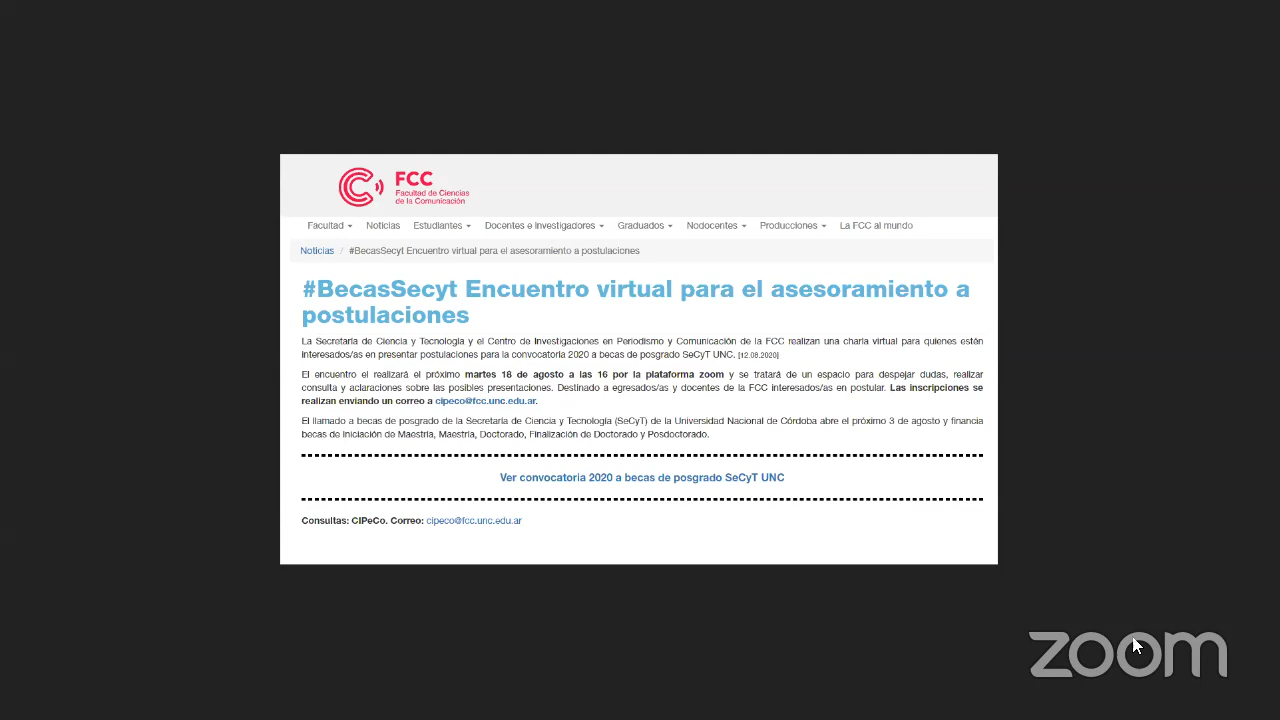 FCC
Facultad de Ciencias
de la Comunicación
Facultad Noticias Estudiantes Docentes e Investigadores Graduados Nodocentes Producciones La FCC al mundo
Noticias / #BecasSecyt Encuentro virtual para el asesoramiento a postulaciones
#BecasSecyt Encuentro virtual para el asesoramiento a
postulaciones
La Secretaría de Ciencia y Tecnología y el Centro de Investigaciones en Periodismo y Comunicación de la FCC realizan una charla virtual para quienes estén
interesados/as en presentar postulaciones para la convocatoria 2020 a becas de posgrado SeCyT UNC. [12.08.2020]
El encuentro el realizará el próximo martes 18 de agosto a las 16 por la plataforma zoom y se tratará de un espacio para despejar dudas, realizar
consulta y aclaraciones sobre las posibles presentaciones. Destinado a egresados/as y docentes de la FCC interesados/as en postular. Las inscripciones se
realizan enviando un correo a cipeco@fcc.unc.edu.ar.
El llamado a becas de posgrado de la Secretaría de Ciencia y Tecnología (SeCyT) de la Universidad Nacional de Córdoba abre el próximo 3 de agosto y financia
becas de Iniciación de Maestría, Maestría, Doctorado, Finalización de Doctorado y Posdoctorado.
Ver convocatoria 2020 a becas de posgrado SeCyT UNC
Consultas: CIPeCo. Correo: cipeco@fcc.unc.edu.ar
zoom